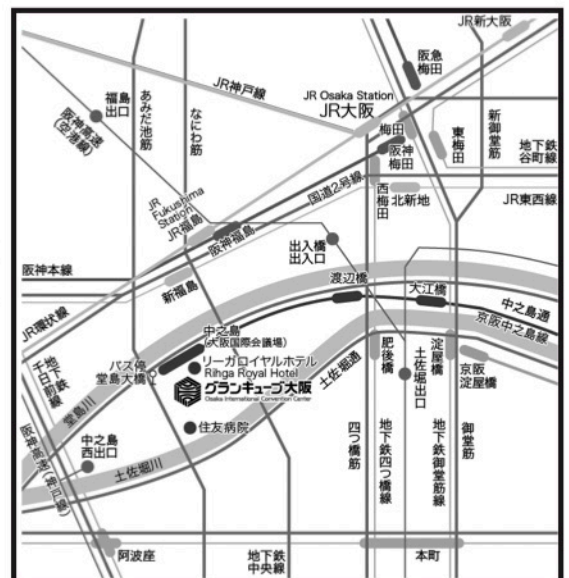 JR新大阪
阪急
梅田
JR神戸線
JR Osaka Station
JR大阪
福島
出口
阪神高速
(空港線)
あみだ池筋
なにわ筋
梅田
阪神
梅田
東梅田
新御堂筋
地下鉄
谷町線
国道2号線
西梅田
北新地
JR東西線
JR
Fukushima
Station
JR福島
阪神福島
出入橋
出入口
阪神本線
新福島
渡辺橋
大江橋
中之島通
京阪中之島線
JR環状線
中之島
(大阪国際会議場)
バス停
堂島大橋
リーガロイヤルホテル
Rihga Royal Hotel
グランキューブ大阪
Osaka International Convention Center
土佐堀通
肥後橋
土佐堀出口
淀屋橋
京阪
淀屋橋
地下鉄
千日前線
堂島川
住友病院
中之島
西出口
土佐堀川
四つ橋筋
地下鉄四つ橋線
地下鉄御堂筋線
御堂筋
阿波座
地下鉄
中央線
本町